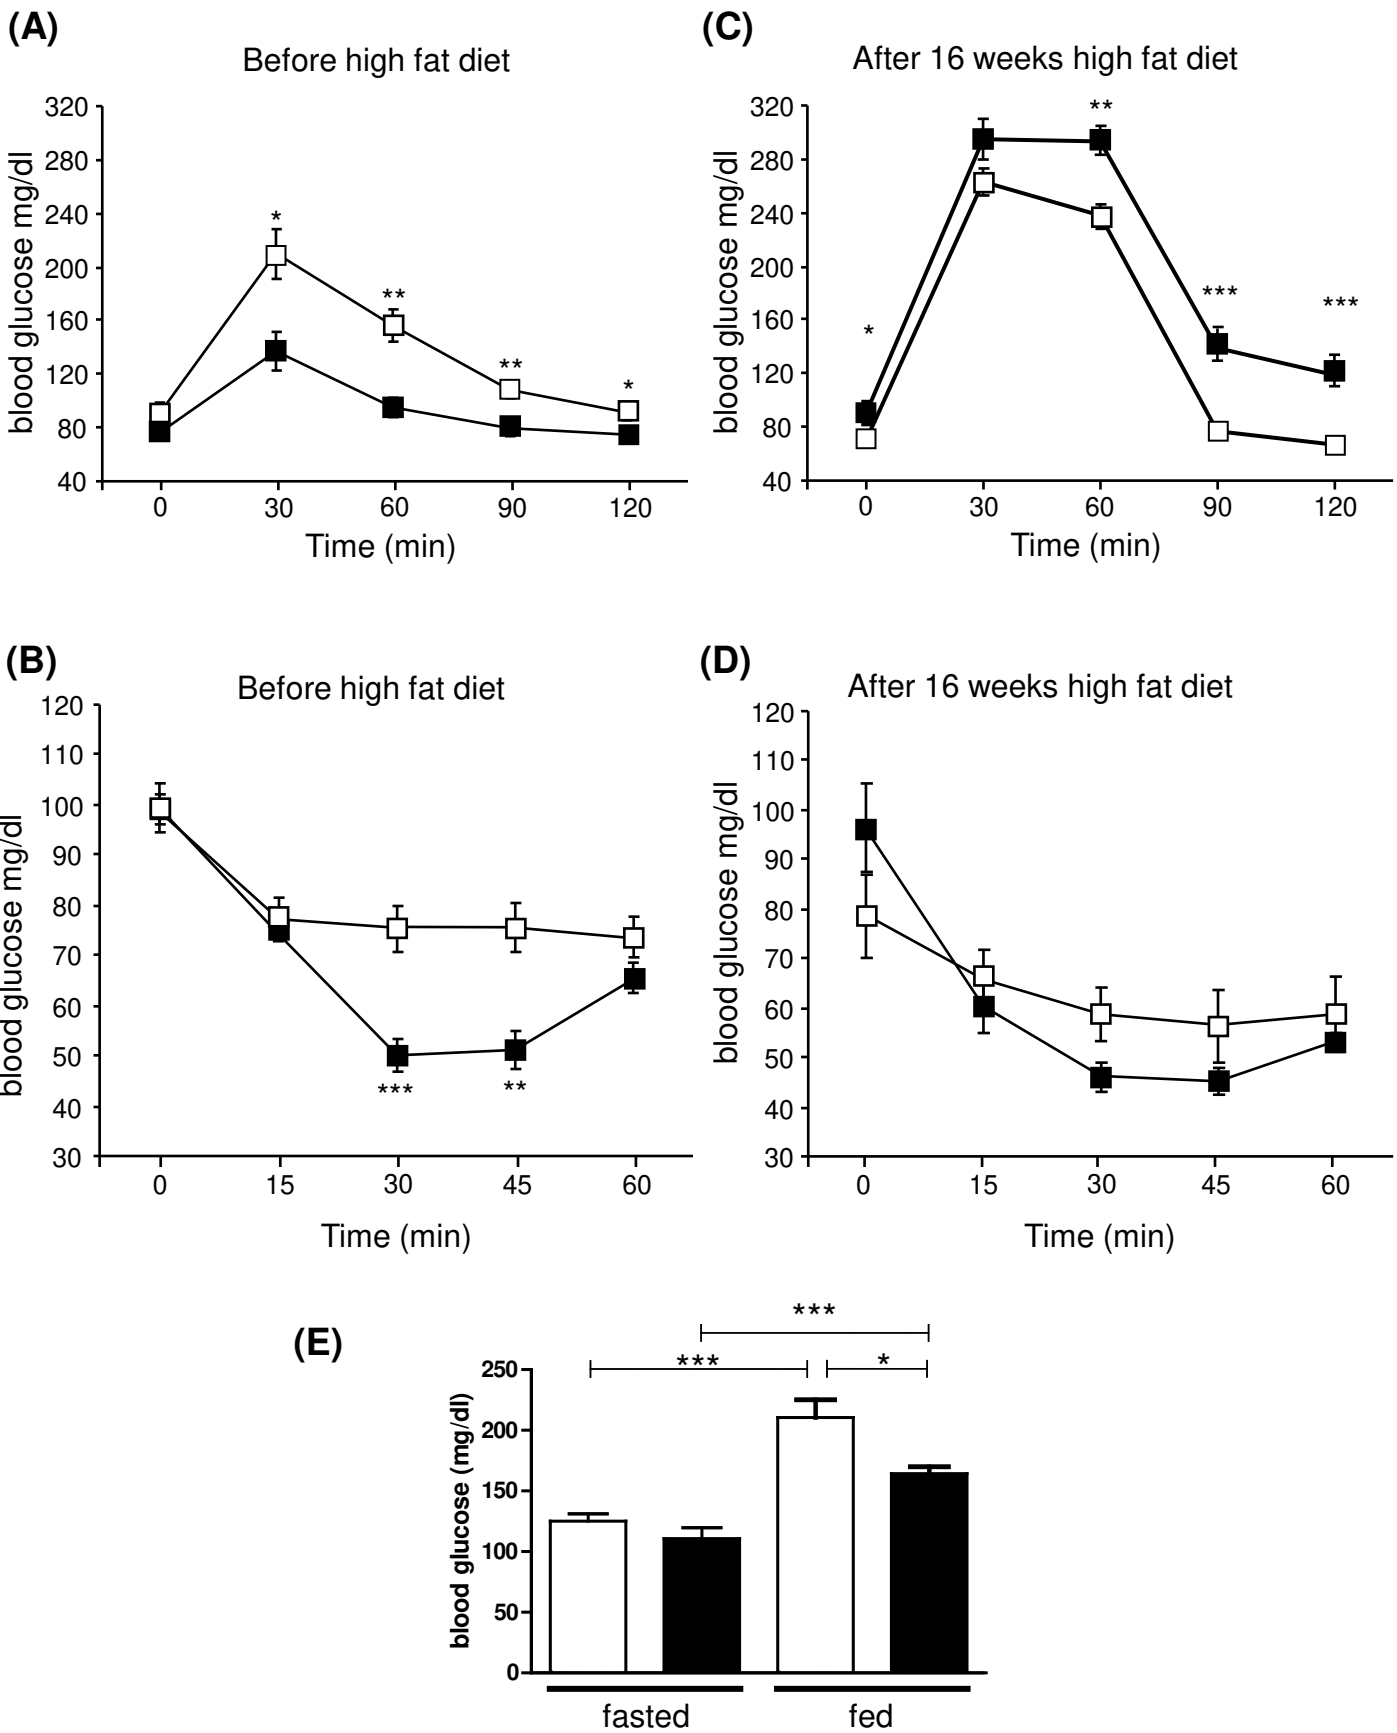 (A)
Before high fat diet
blood glucose mg/dl
320
280
240
200
160
120
80
40
*
**
**
*
0 30 60 90 120
Time (min)
(C)
After 16 weeks high fat diet
blood glucose mg/dl
320
280
240
200
160
120
80
40
*
**
***
***
0 30 60 90 120
Time (min)
(B)
Before high fat diet
blood glucose mg/dl
120
110
100
90
80
70
60
50
40
30
***
**
0 15 30 45 60
Time (min)
(D)
After 16 weeks high fat diet
blood glucose mg/dl
120
110
100
90
80
70
60
50
40
30
0 15 30 45 60
Time (min)
(E)
***
***
*
blood glucose (mg/dl)
250
200
150
100
50
0
fasted fed